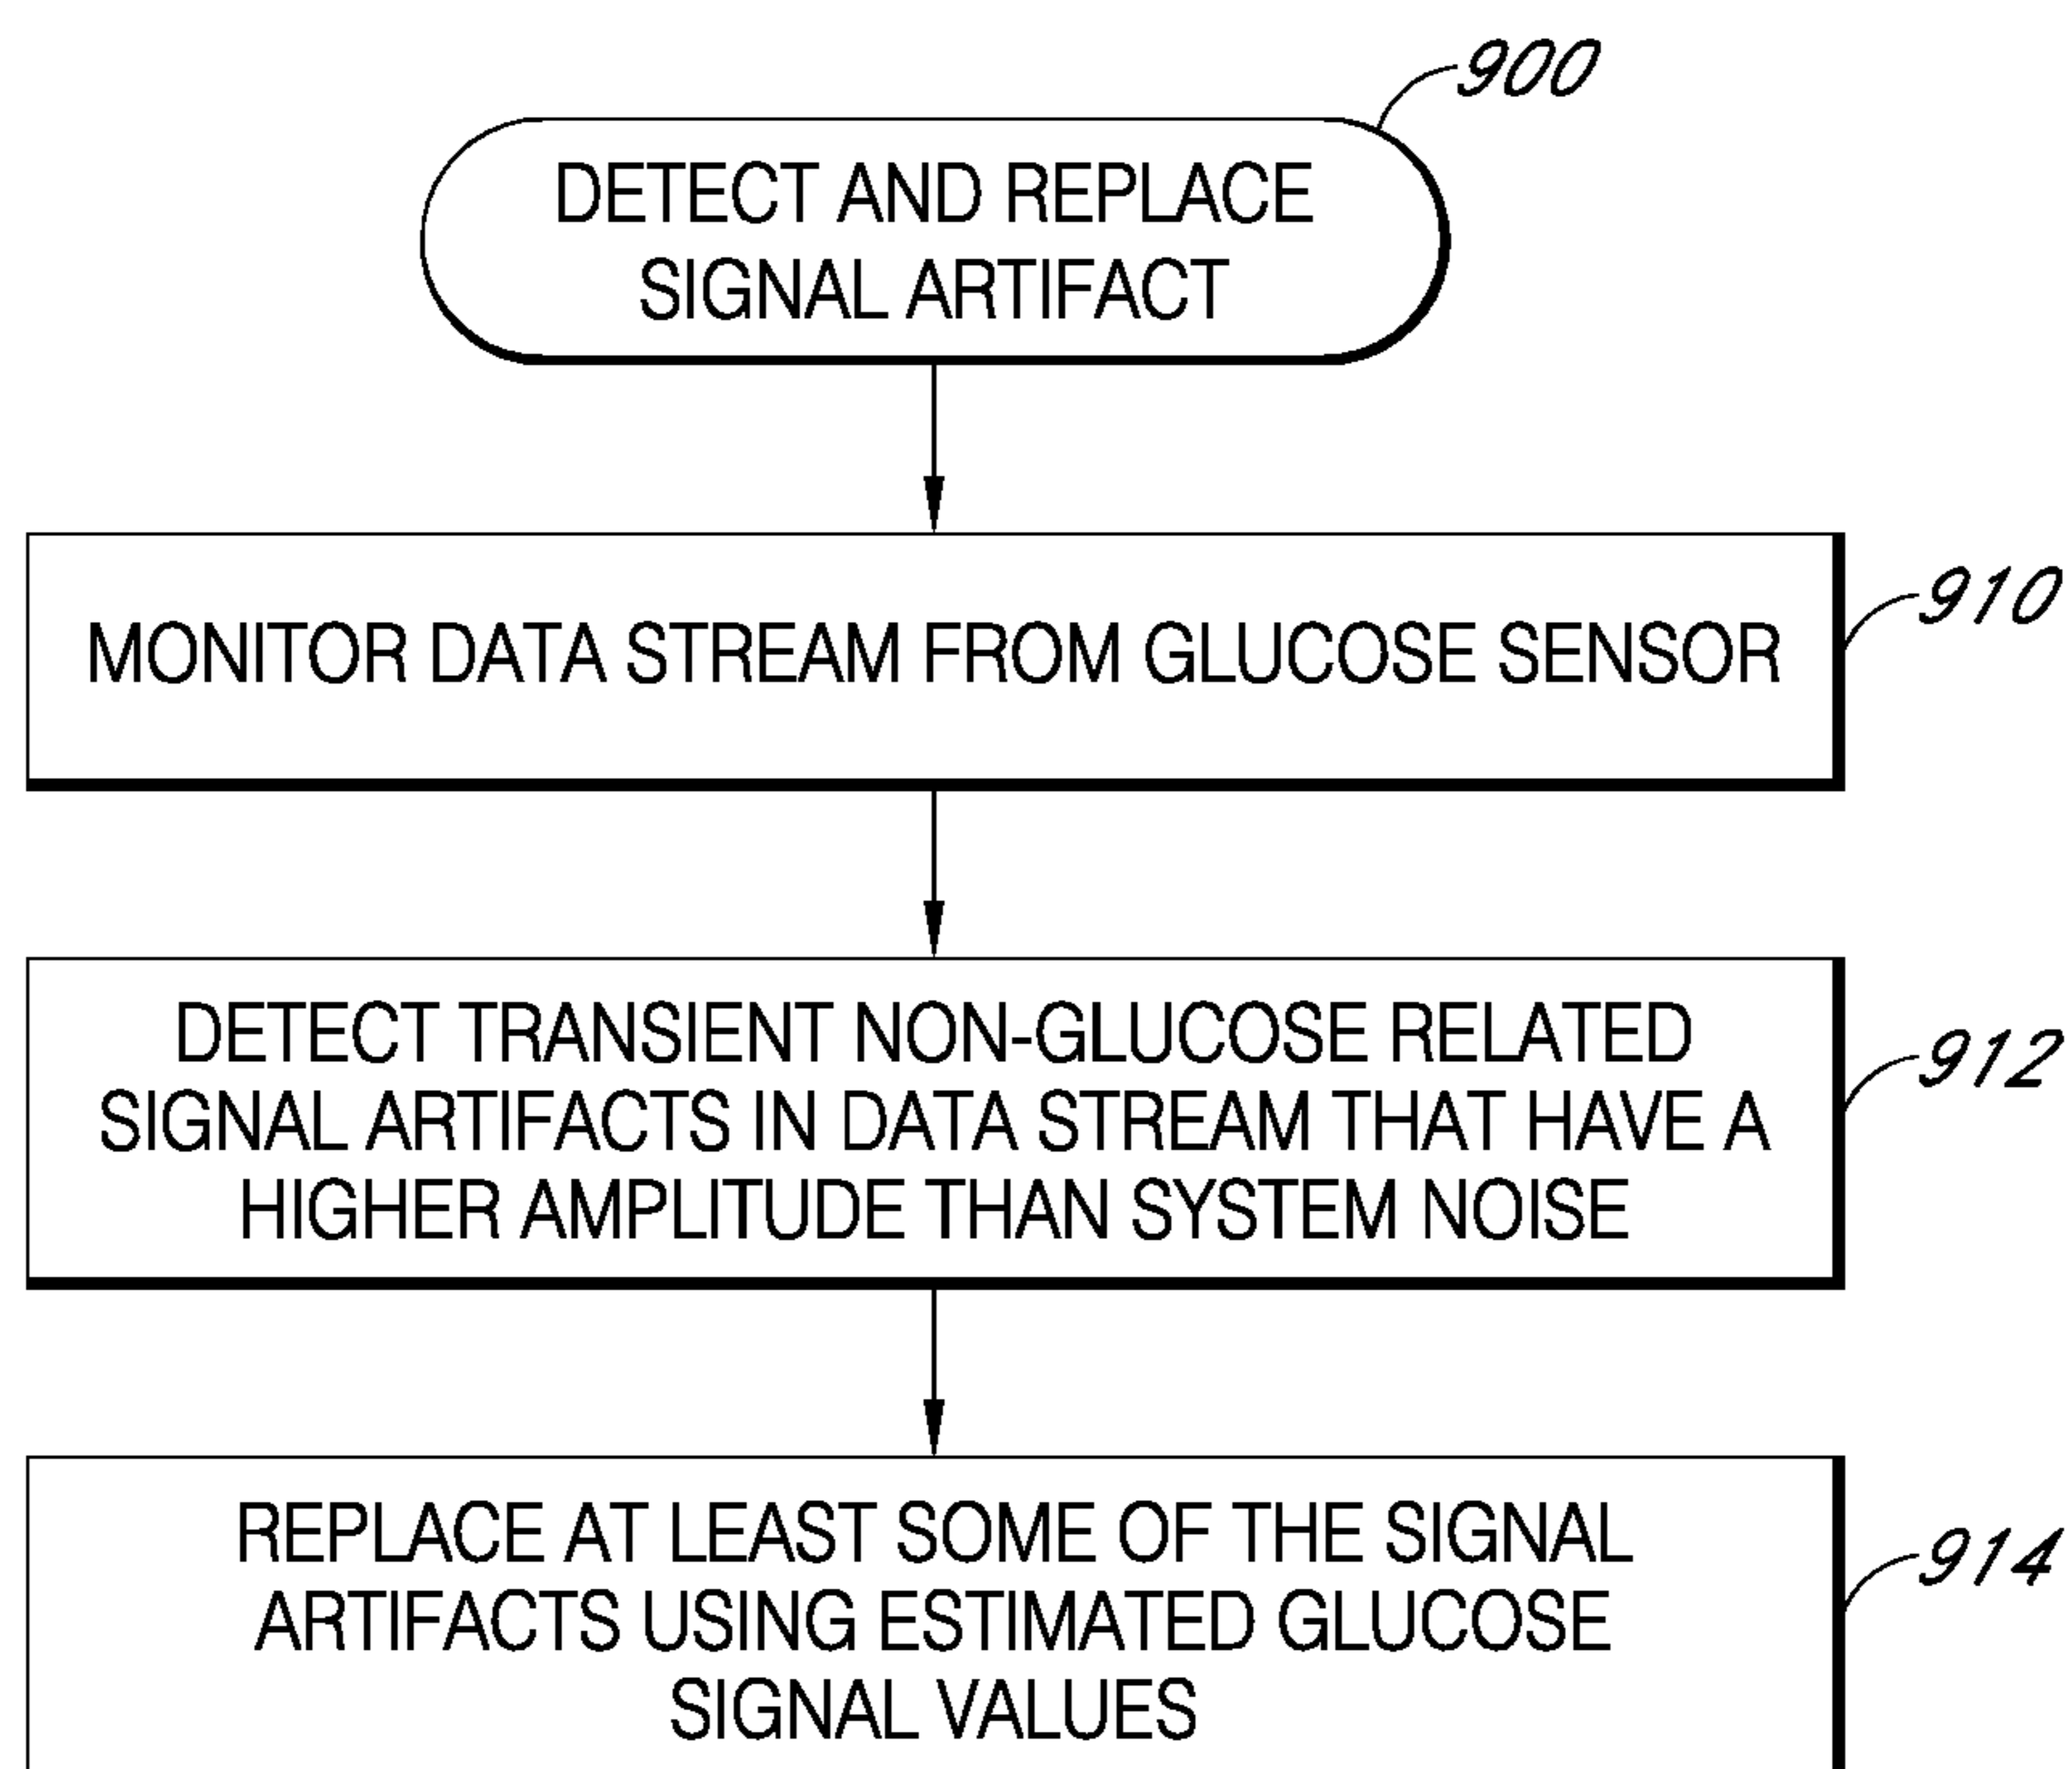 900
DETECT AND REPLACE
SIGNAL ARTIFACT
MONITOR DATA STREAM FROM GLUCOSE SENSOR
910
DETECT TRANSIENT NON-GLUCOSE RELATED
SIGNAL ARTIFACTS IN DATA STREAM THAT HAVE A
HIGHER AMPLITUDE THAN SYSTEM NOISE
912
REPLACE AT LEAST SOME OF THE SIGNAL
ARTIFACTS USING ESTIMATED GLUCOSE
SIGNAL VALUES
914